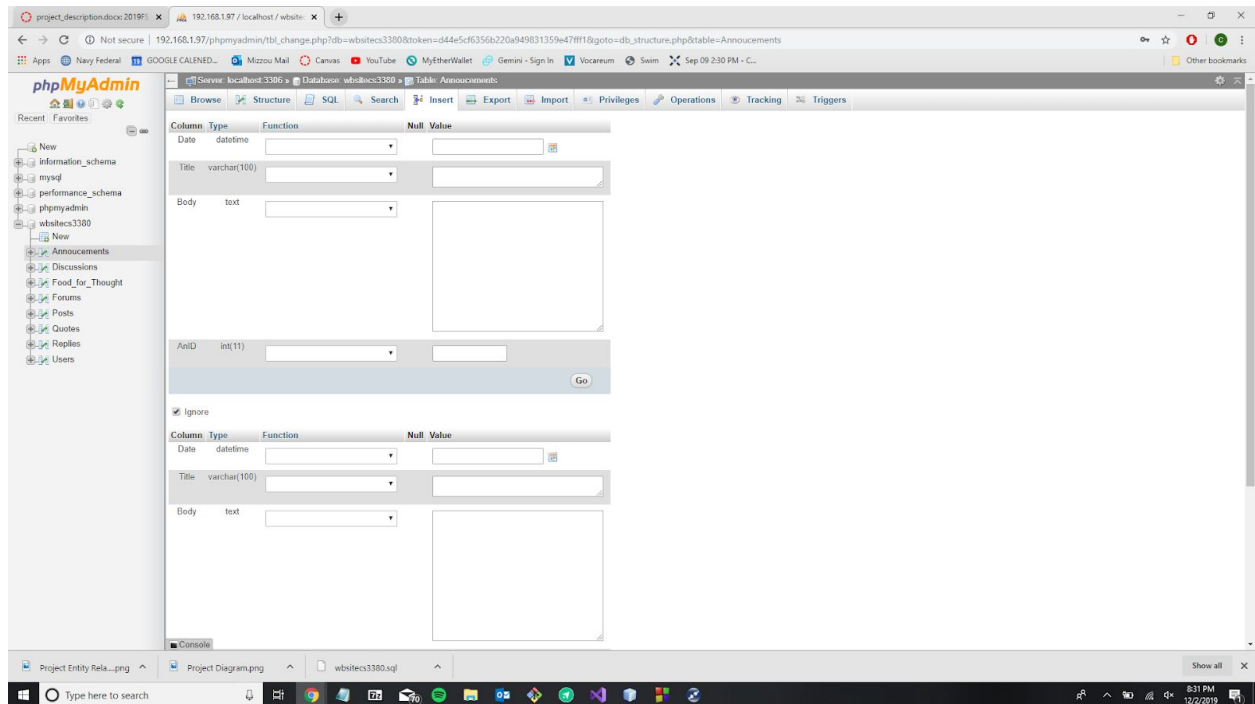 project_description.docx: 2019F
192.168.1.97 / localhost / wbsite
Not secure | 192.168.1.97/phpmyadmin/tbl_change.php?db=wbsitecs3380&token=d44e5cf6356b220a949831359e47fff1&goto=db_structure.php&table=Annoucements
Apps Navy Federal GOOGLE CALENED... Mizzou Mail Canvas YouTube MyEtherWallet Gemini - Sign In Vocareum Swim Sep 09 2:30 PM - C... Other bookmarks
phpMyAdmin
Recent Favorites
New
information_schema
mysql
performance_schema
phpmyadmin
wbsitecs3380
New
Annoucements
Discussions
Food_for_Thought
Forums
Posts
Quotes
Replies
Users
Server: localhost:3306 » Database: wbsitecs3380 » Table: Annoucements
Browse Structure SQL Search Insert Export Import Privileges Operations Tracking Triggers
Column Type Function Null Value
Date datetime
Title varchar(100)
Body text
AnID int(11)
Go
Ignore
Column Type Function Null Value
Date datetime
Title varchar(100)
Body text
Console
Project Entity Rela....png Project Diagram.png wbsitecs3380.sql Show all
Type here to search
70
8:31 PM
12/2/2019